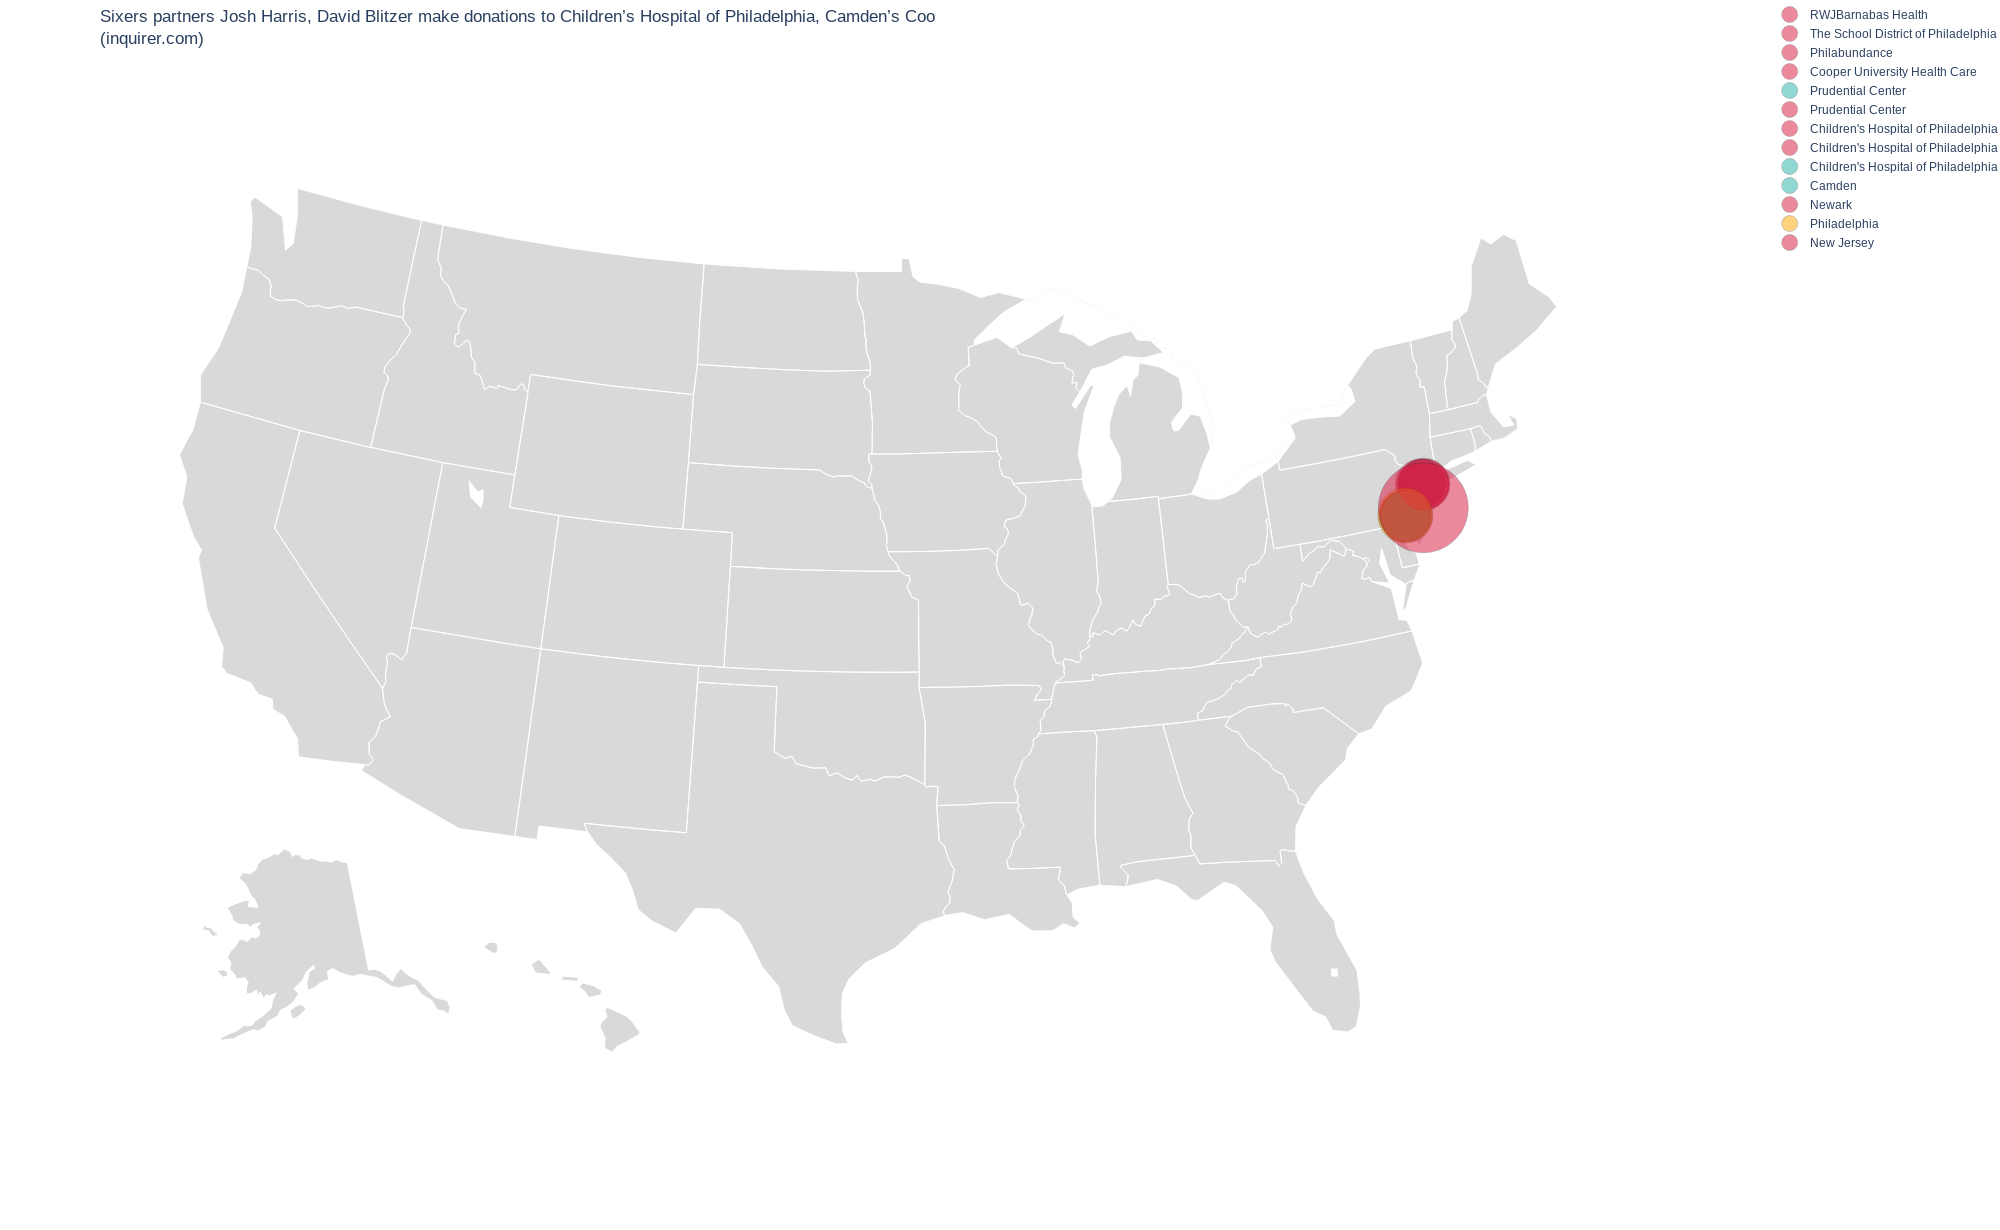 Sixers partners Josh Harris, David Blitzer make donations to Children’s Hospital of Philadelphia, Camden’s Coo
(inquirer.com)
RWJBarnabas Health
The School District of Philadelphia
Philabundance
Cooper University Health Care
Prudential Center
Prudential Center
Children's Hospital of Philadelphia
Children's Hospital of Philadelphia
Children's Hospital of Philadelphia
Camden
Newark
Philadelphia
New Jersey